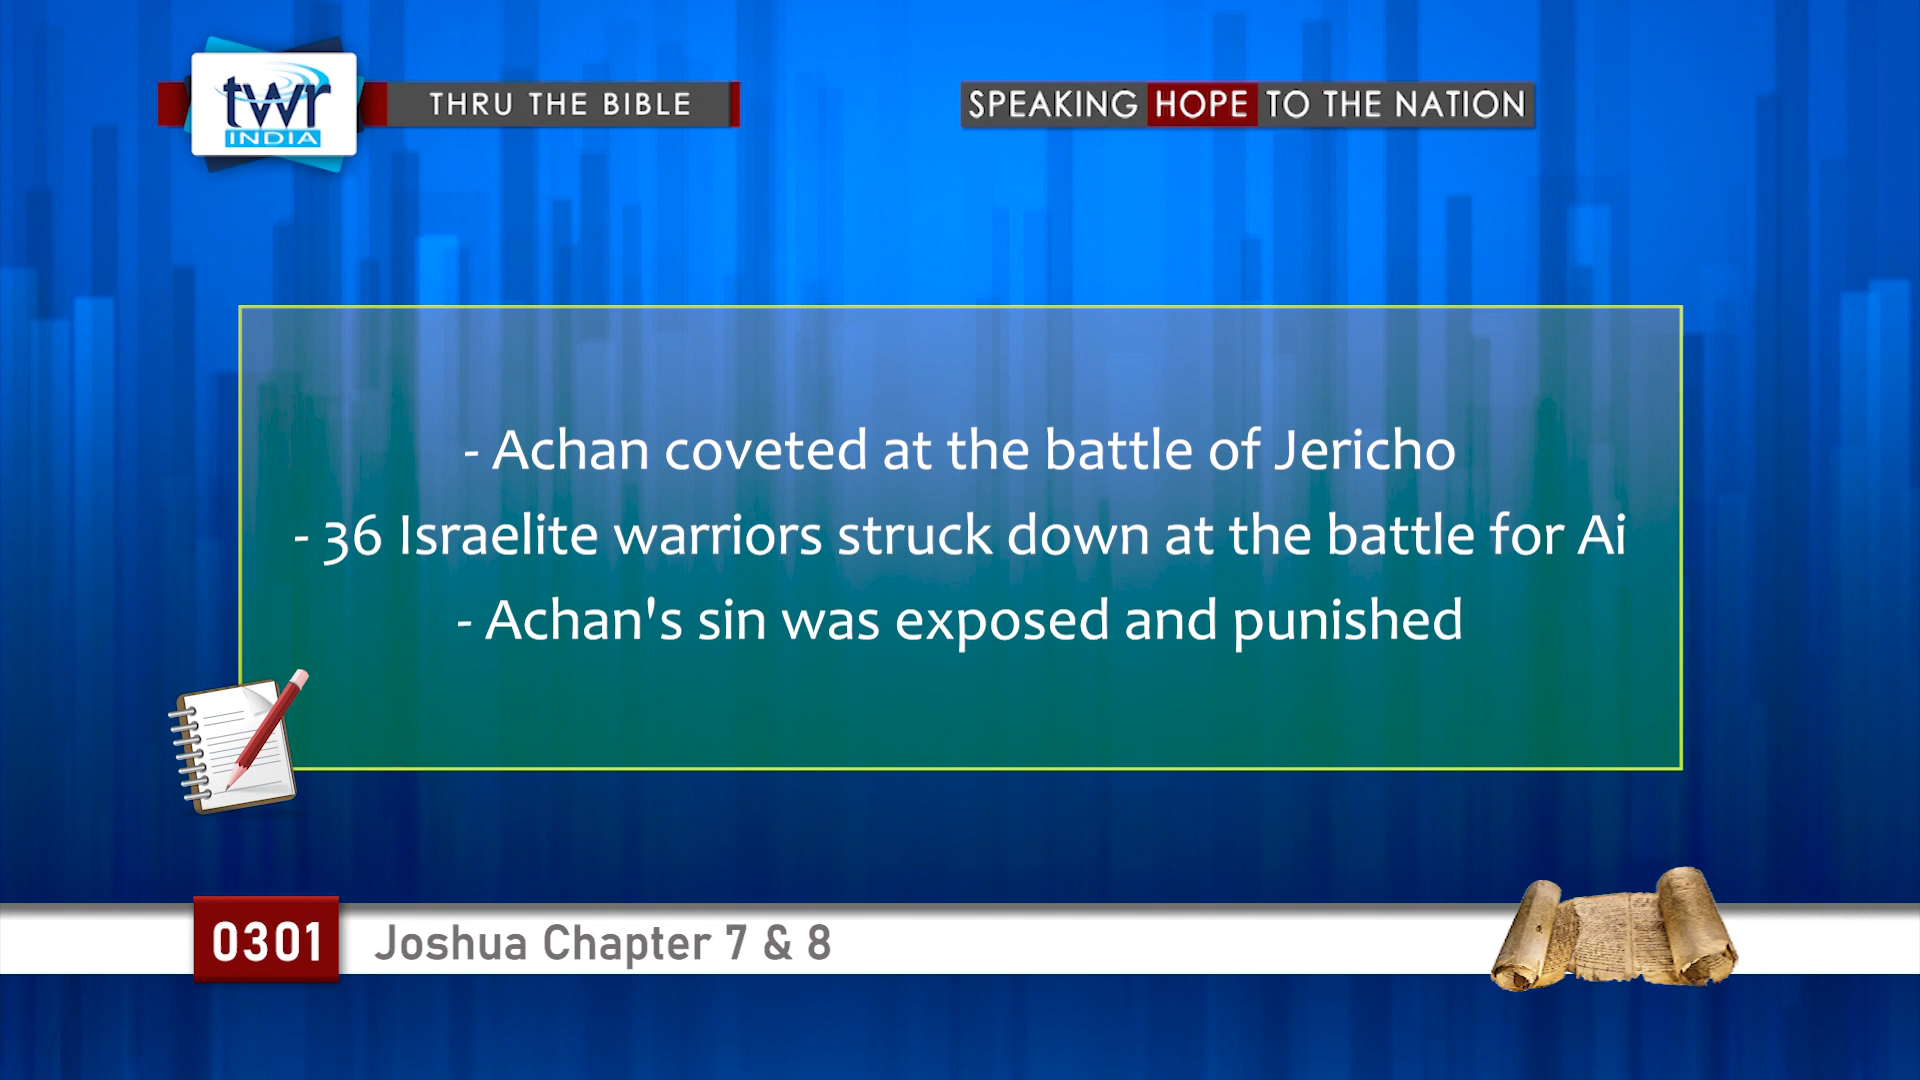 twr
INDIA
THRU THE BIBLE
SPEAKING HOPE TO THE NATION
- Achan coveted at the battle of Jericho
- 36 Israelite warriors struck down at the battle for Ai
- Achan's sin was exposed and punished
0301
Joshua Chapter 7 & 8